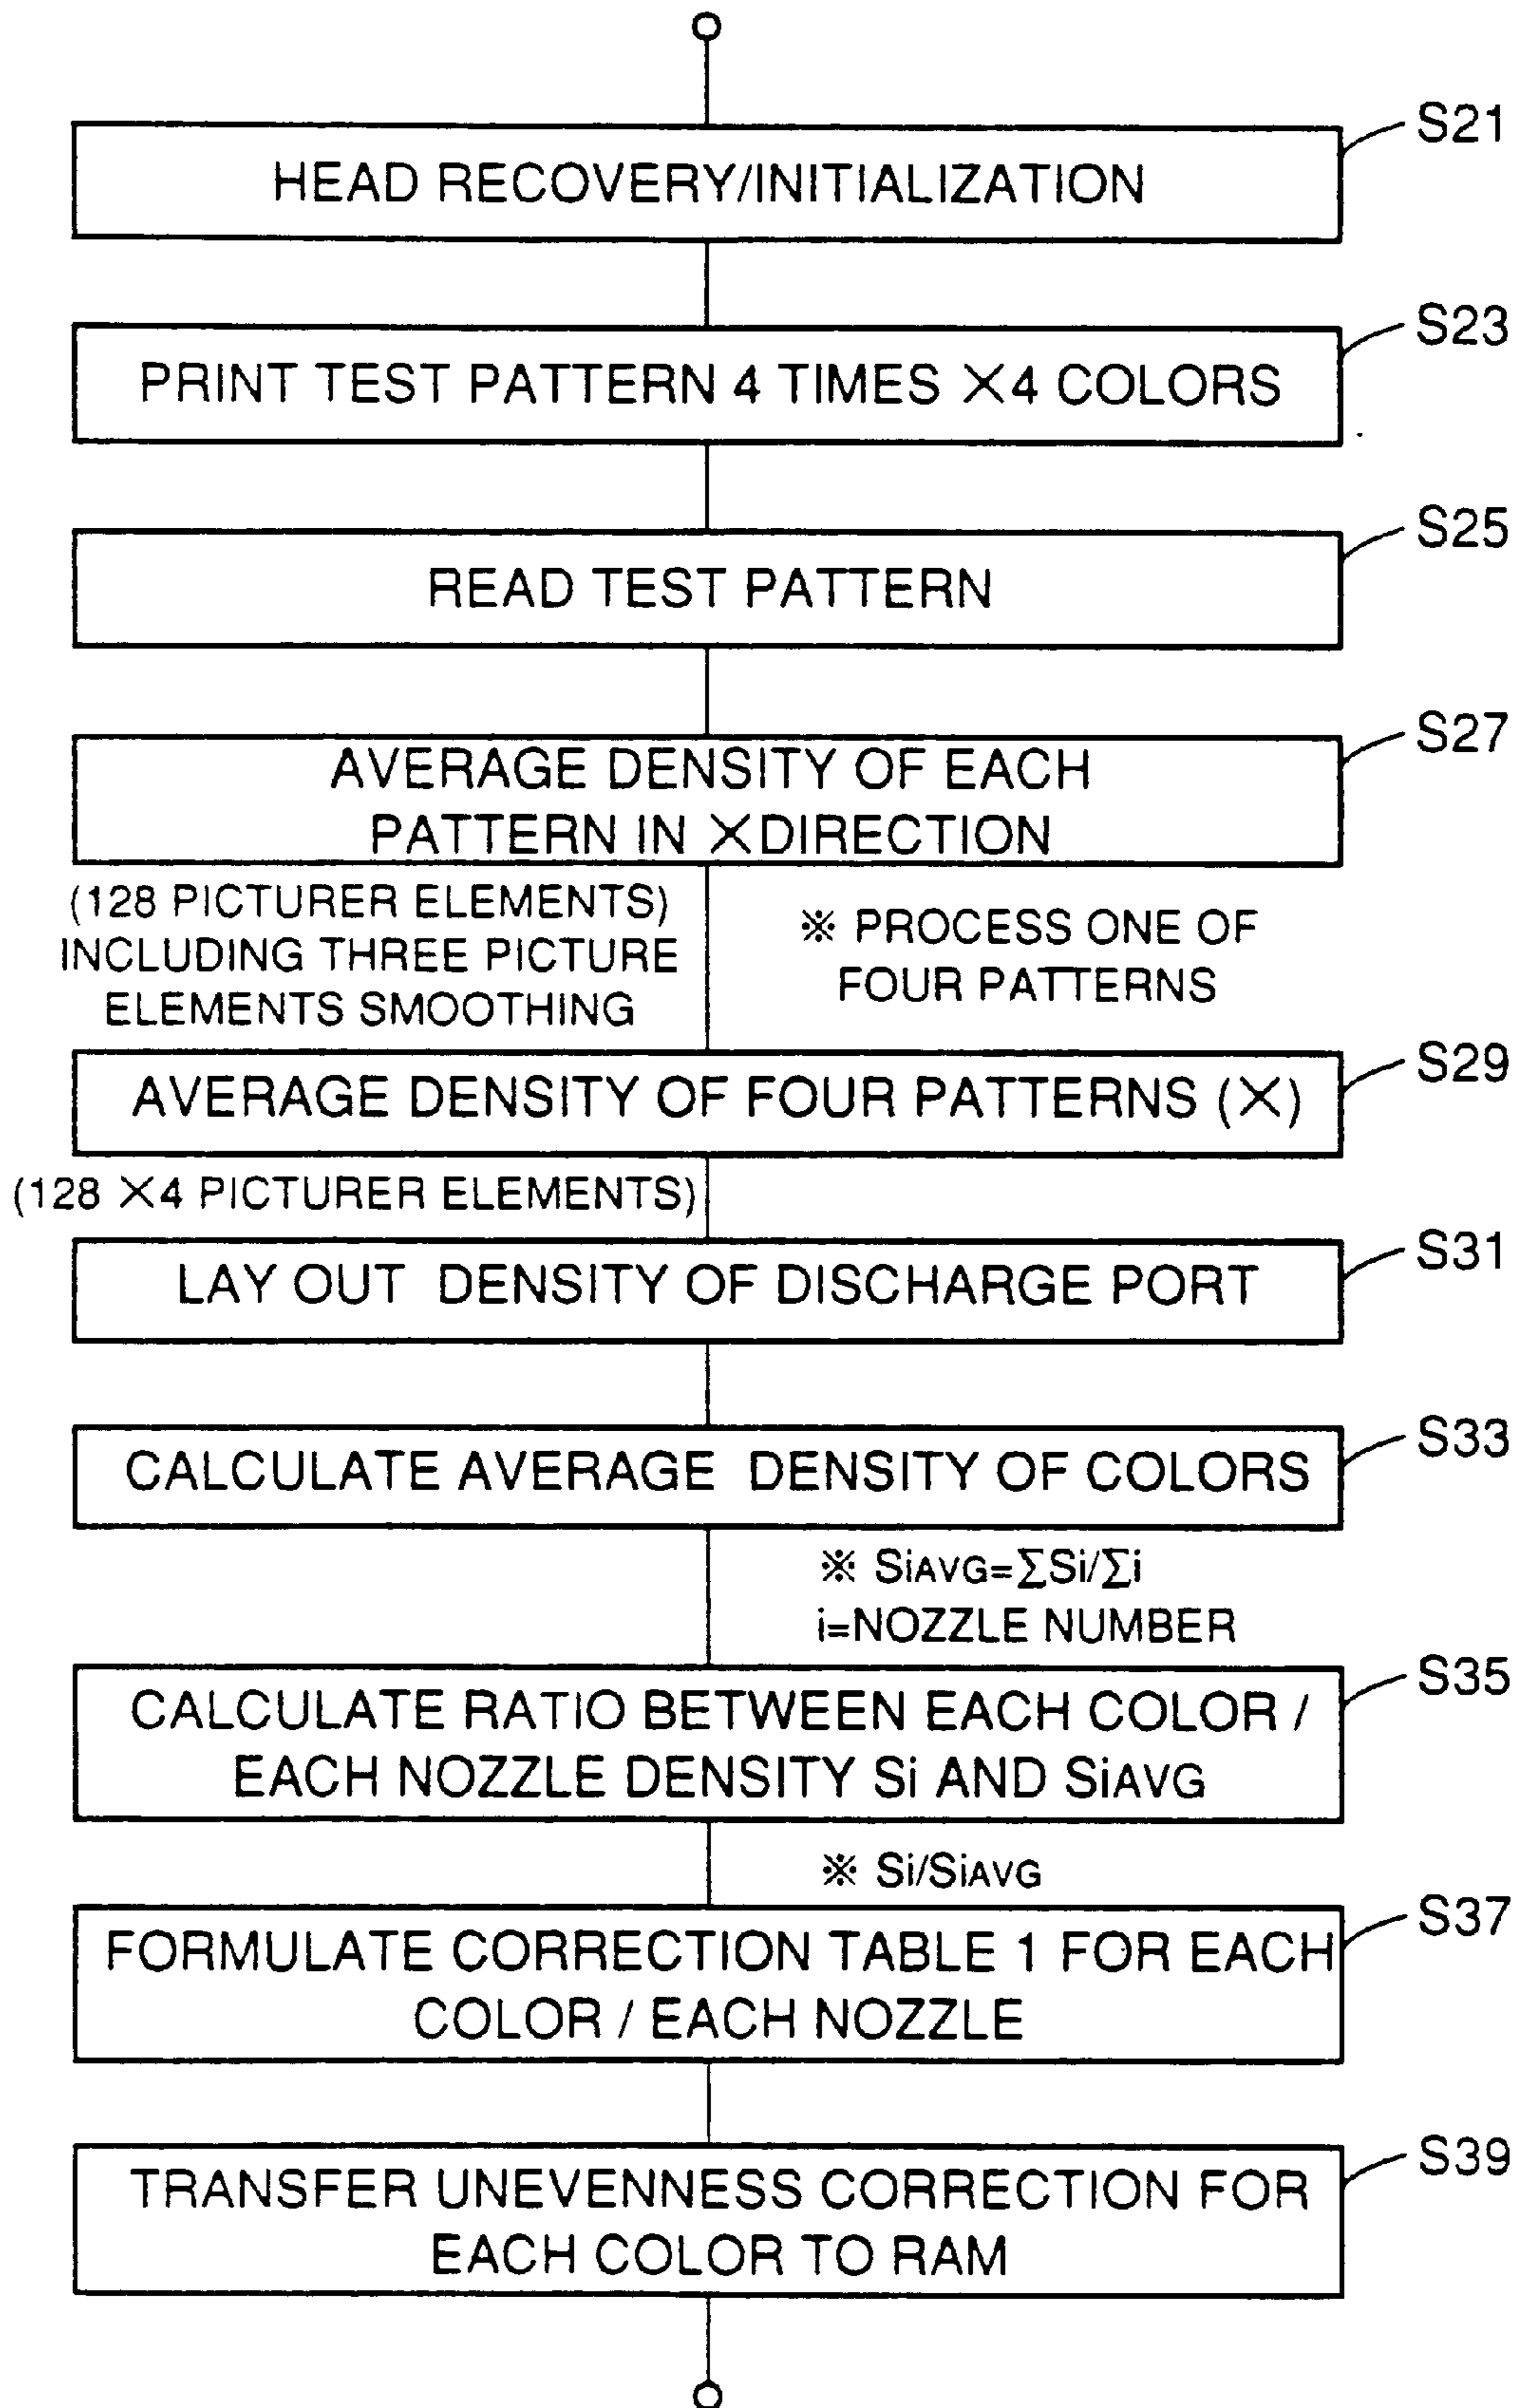 S21
HEAD RECOVERY/INITIALIZATION
S23
PRINT TEST PATTERN 4 TIMES ×4 COLORS
S25
READ TEST PATTERN
S27
AVERAGE DENSITY OF EACH
PATTERN IN X DIRECTION
(128 PICTURER ELEMENTS)
INCLUDING THREE PICTURE
ELEMENTS SMOOTHING
※ PROCESS ONE OF
FOUR PATTERNS
S29
AVERAGE DENSITY OF FOUR PATTERNS (X)
(128 ×4 PICTURER ELEMENTS)
S31
LAY OUT DENSITY OF DISCHARGE PORT
S33
CALCULATE AVERAGE DENSITY OF COLORS
※ SiAVG=ΣSi/Σi
i=NOZZLE NUMBER
S35
CALCULATE RATIO BETWEEN EACH COLOR /
EACH NOZZLE DENSITY Si AND SiAVG
※ Si/SiAVG
S37
FORMULATE CORRECTION TABLE 1 FOR EACH
COLOR / EACH NOZZLE
S39
TRANSFER UNEVENNESS CORRECTION FOR
EACH COLOR TO RAM